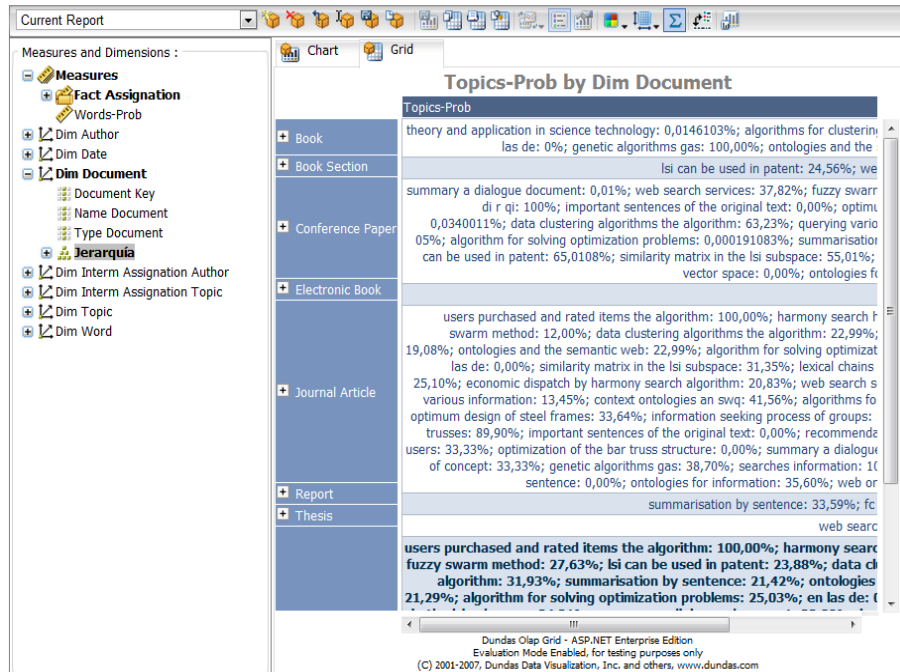 Current Report
Measures and Dimensions :
Measures
Fact Assignation
Words-Prob
Dim Author
Dim Date
Dim Document
Document Key
Name Document
Type Document
Jerarquía
Dim Interm Assignation Author
Dim Interm Assignation Topic
Dim Topic
Dim Word
Chart
Grid
Topics-Prob by Dim Document
Topics-Prob
Book
theory and application in science technology: 0,0146103%; algorithms for clustering
las de: 0%; genetic algorithms gas: 100,00%; ontologies and the
Book Section
lsi can be used in patent: 24,56%; we
Conference Paper
summary a dialogue document: 0,01%; web search services: 37,82%; fuzzy swarm
di r qi: 100%; important sentences of the original text: 0,00%; optimu
0,0340011%; data clustering algorithms the algorithm: 63,23%; querying vario
05%; algorithm for solving optimization problems: 0,000191083%; summarisation
can be used in patent: 65,0108%; similarity matrix in the lsi subspace: 55,01%;
vector space: 0,00%; ontologies fo
Electronic Book
Journal Article
users purchased and rated items the algorithm: 100,00%; harmony search h
swarm method: 12,00%; data clustering algorithms the algorithm: 22,99%;
19,08%; ontologies and the semantic web: 22,99%; algorithm for solving optimizat
las de: 0,00%; similarity matrix in the lsi subspace: 31,35%; lexical chains
25,10%; economic dispatch by harmony search algorithm: 20,83%; web search s
various information: 13,45%; context ontologies an swq: 41,56%; algorithms fo
optimum design of steel frames: 33,64%; information seeking process of groups:
trusses: 89,90%; important sentences of the original text: 0,00%; recommenda
users: 33,33%; optimization of the bar truss structure: 0,00%; summary a dialogue
of concept: 33,33%; genetic algorithms gas: 38,70%; searches information: 10
sentence: 0,00%; ontologies for information: 35,60%; web or
Report
summarisation by sentence: 33,59%; fc
Thesis
web searc
users purchased and rated items the algorithm: 100,00%; harmony searc
fuzzy swarm method: 27,63%; lsi can be used in patent: 23,88%; data cl
algorithm: 31,93%; summarisation by sentence: 21,42%; ontologies
21,29%; algorithm for solving optimization problems: 25,03%; en las de: 0
Dundas Olap Grid - ASP.NET Enterprise Edition
Evaluation Mode Enabled, for testing purposes only
(C) 2001-2007, Dundas Data Visualization, Inc. and others, www.dundas.com